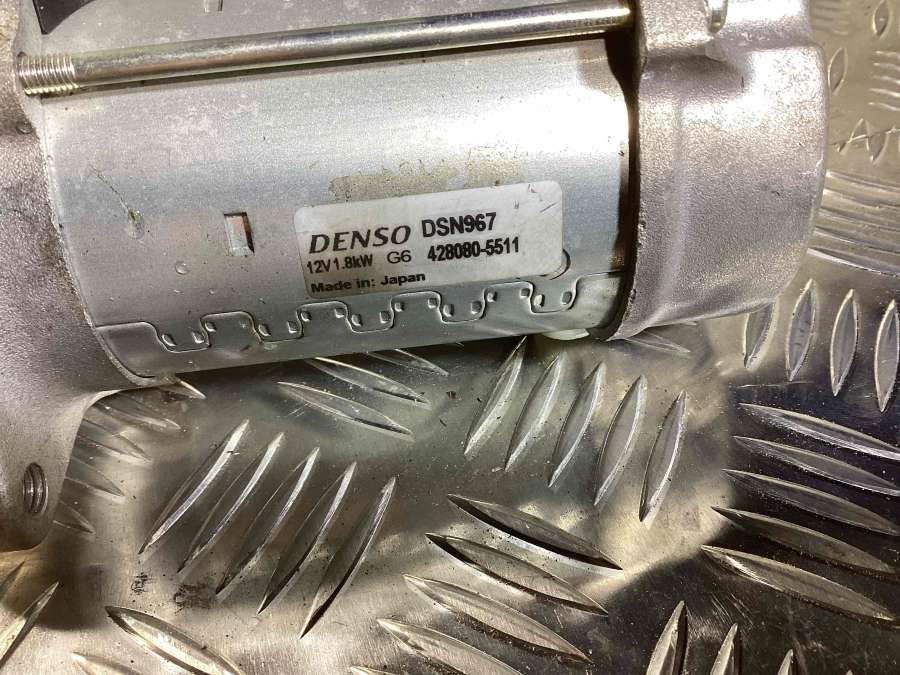 DENSO DSN967
12V1.8kW G6 428080-5511
Made in: Japan